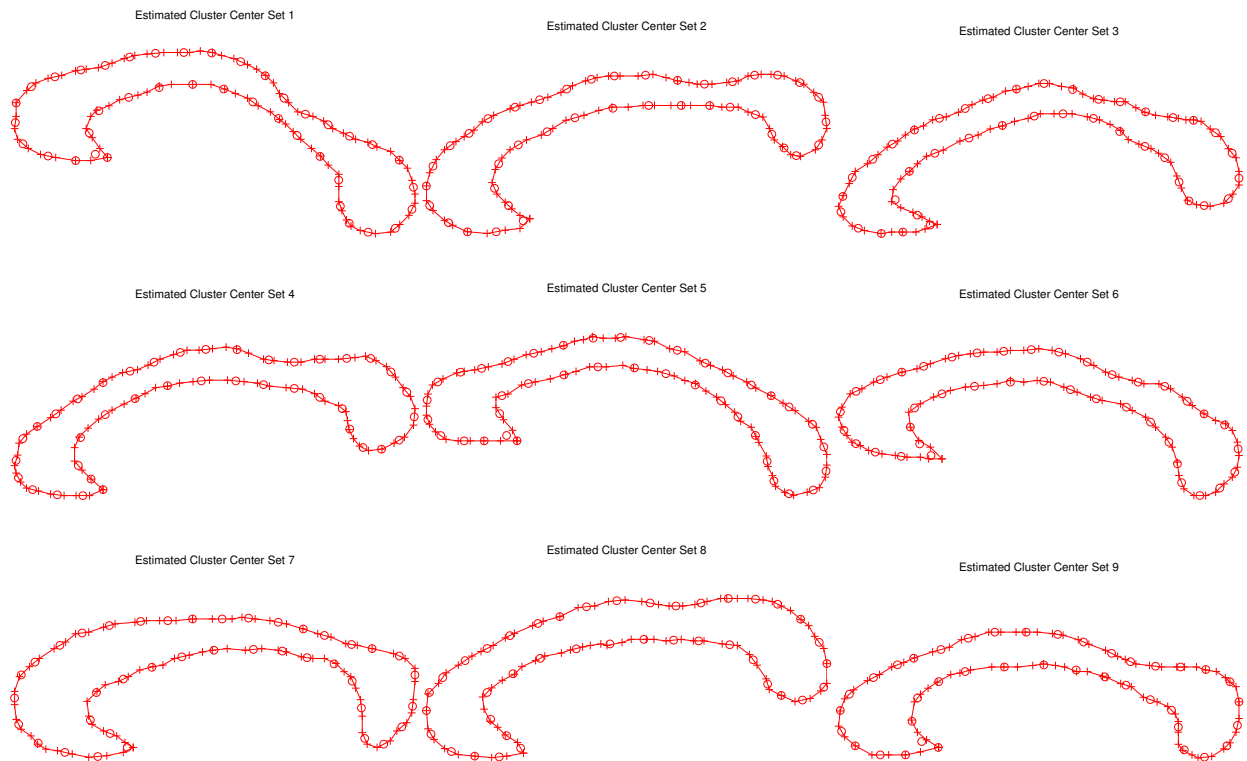 Estimated Cluster Center Set 1
Estimated Cluster Center Set 2
Estimated Cluster Center Set 3
Estimated Cluster Center Set 4
Estimated Cluster Center Set 5
Estimated Cluster Center Set 6
Estimated Cluster Center Set 7
Estimated Cluster Center Set 8
Estimated Cluster Center Set 9